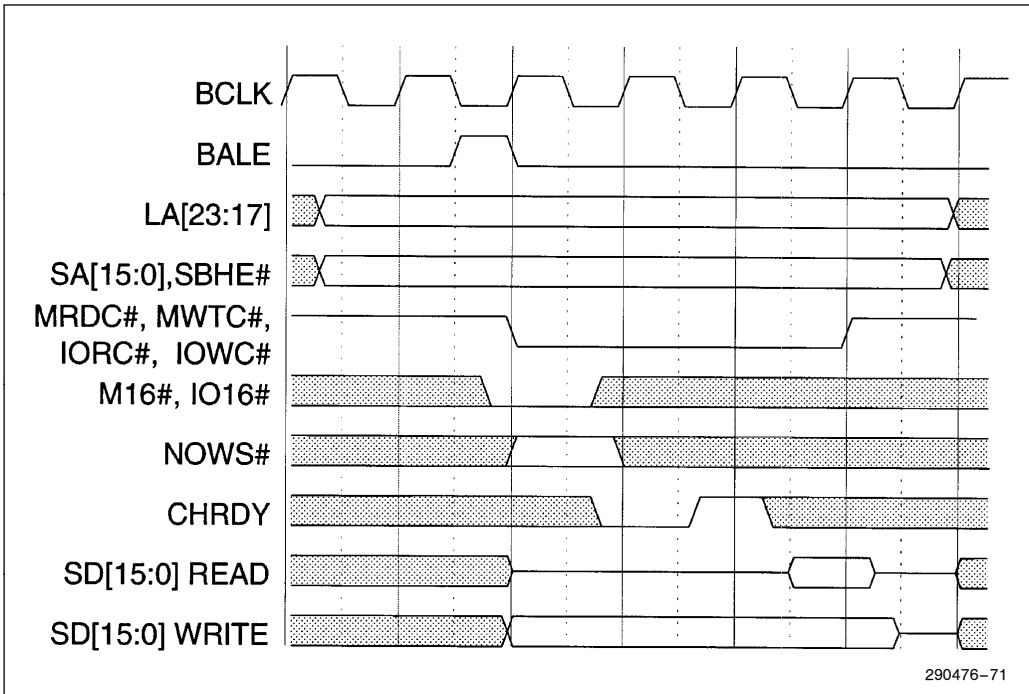 BCLK
BALE
LA[23:17]
SA[15:0],SBHE#
MRDC#, MWTC#,
IORC#, IOWC#
M16#, IO16#
NOWS#
CHRDY
SD[15:0] READ
SD[15:0] WRITE
290476–71